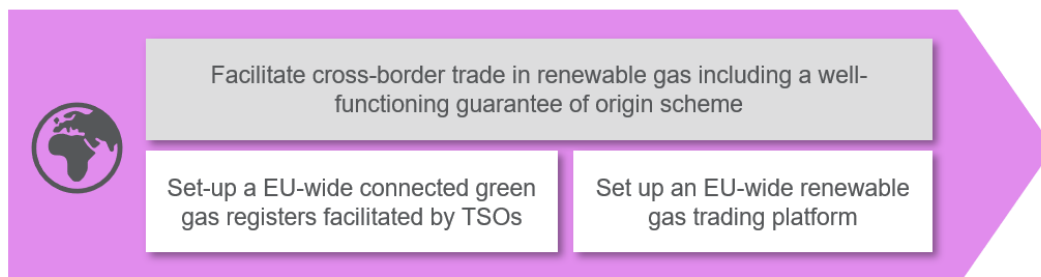 Facilitate cross-border trade in renewable gas including a well-
functioning guarantee of origin scheme
Set-up a EU-wide connected green
gas registers facilitated by TSOs
Set up an EU-wide renewable
gas trading platform